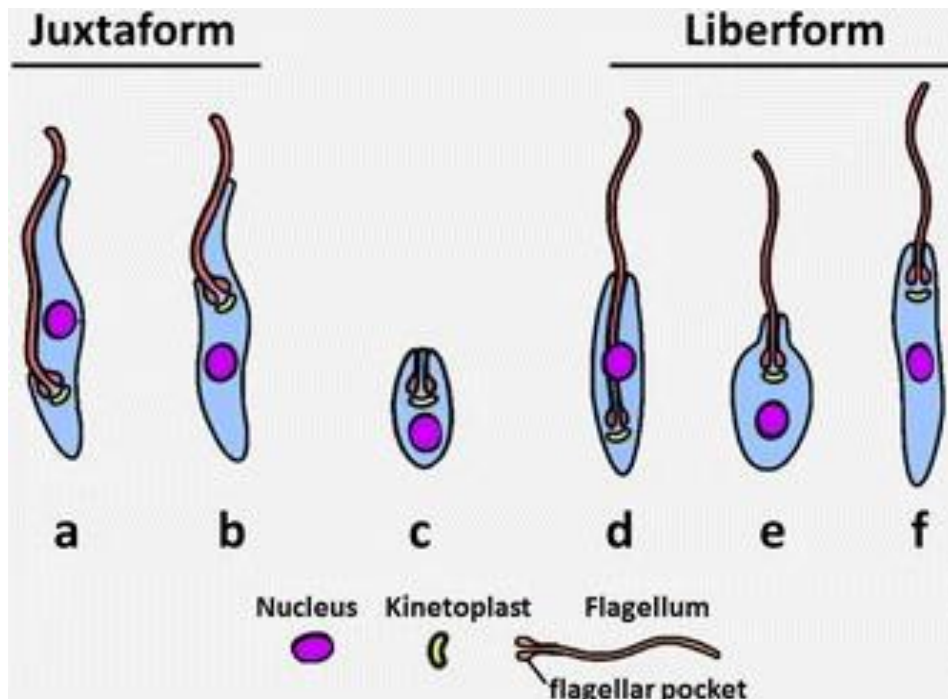 Juxtaform Liberform
a b c d e f
Nucleus Kinetoplast Flagellum
flagellar pocket